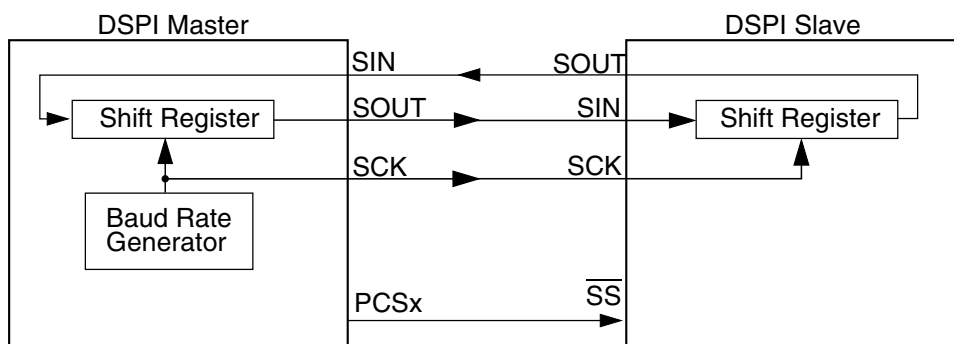 DSPI Master
DSPI Slave
SIN
SOUT
Shift Register
SOUT
SIN
Shift Register
SCK
SCK
Baud Rate
Generator
PCSx
SS